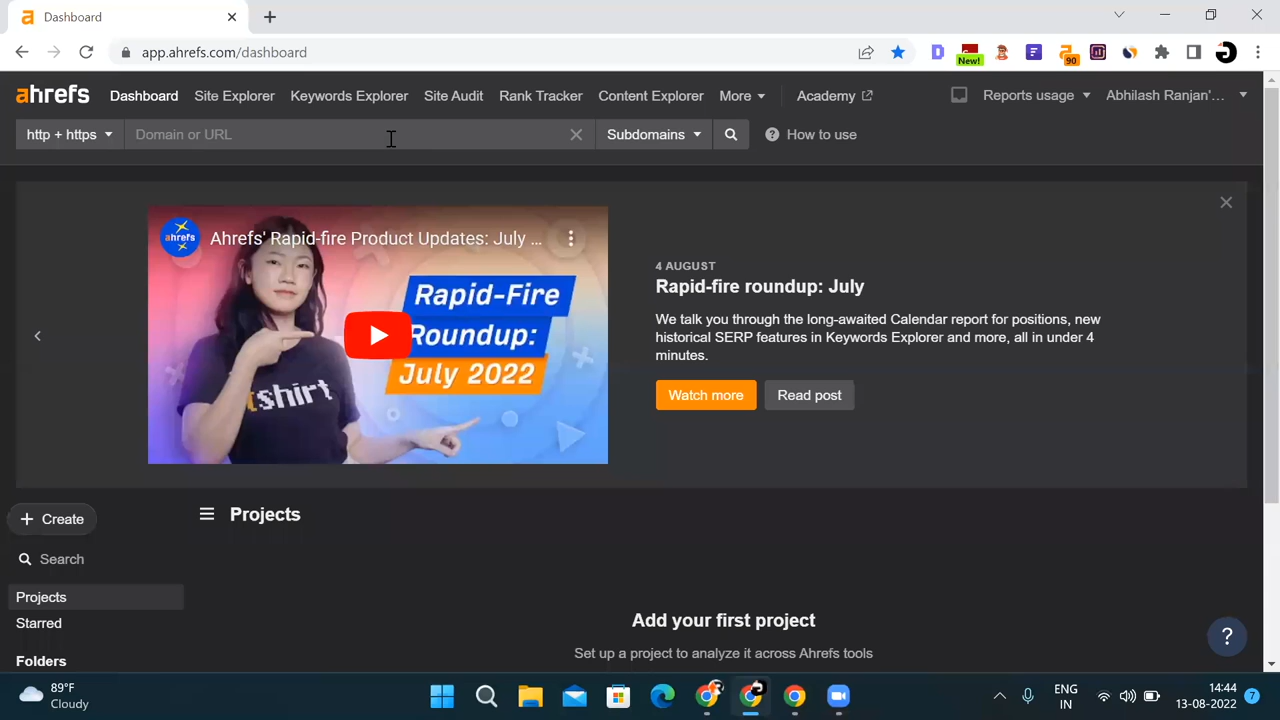 Dashboard
app.ahrefs.com/dashboard
New!
90
ahrefs Dashboard Site Explorer Keywords Explorer Site Audit Rank Tracker Content Explorer More Academy Reports usage Abhilash Ranjan'...
http + https Domain or URL Subdomains How to use
ahrefs Ahrefs' Rapid-fire Product Updates: July ...
Rapid-Fire
Roundup:
July 2022
tshirt
4 AUGUST
Rapid-fire roundup: July
We talk you through the long-awaited Calendar report for positions, new
historical SERP features in Keywords Explorer and more, all in under 4
minutes.
Watch more Read post
+ Create
Projects
Search
Projects
Starred
Folders
Add your first project
Set up a project to analyze it across Ahrefs tools
?
89°F
Cloudy
ENG
IN
14:44
13-08-2022
7